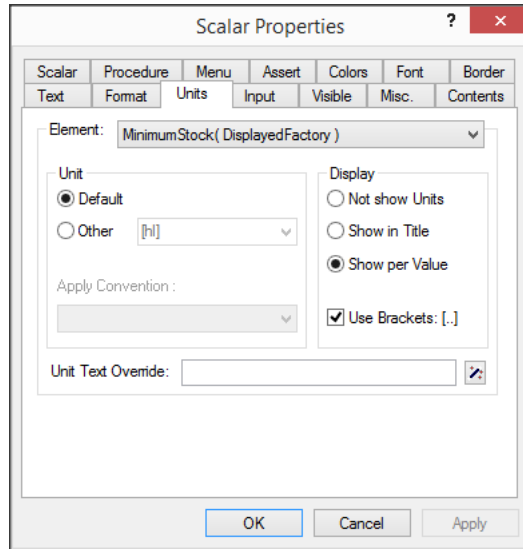 Scalar Properties ? ×
Scalar Procedure Menu Assert Colors Font Border
Text Format Units Input Visible Misc. Contents
Element: MinimumStock( DisplayedFactory )
Unit Display
Default Not show Units
Other [hl] Show in Title
Show per Value
Apply Convention :
Use Brackets: [..]
Unit Text Override:
OK Cancel Apply